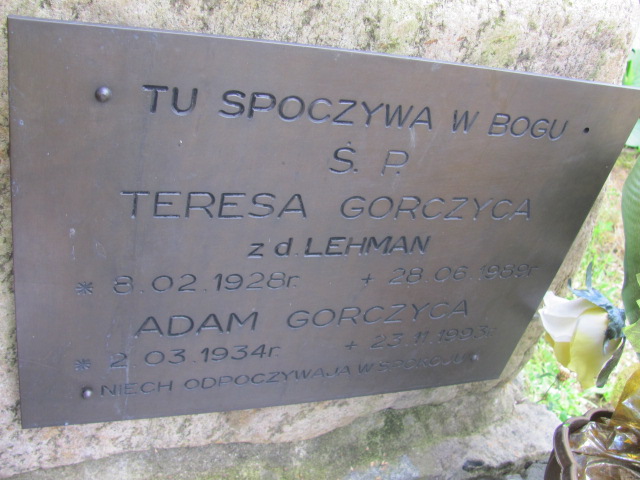 TU SPOCZYWA W BOGU
Ś. P.
TERESA GORCZYCA
z d. LEHMAN
* 8.02.1928r. + 28.06.1989r.
ADAM GORCZYCA
* 2 03.1934r. + 23.11.1993r.
NIECH ODPOCZYWAJĄ W SPOKOJU